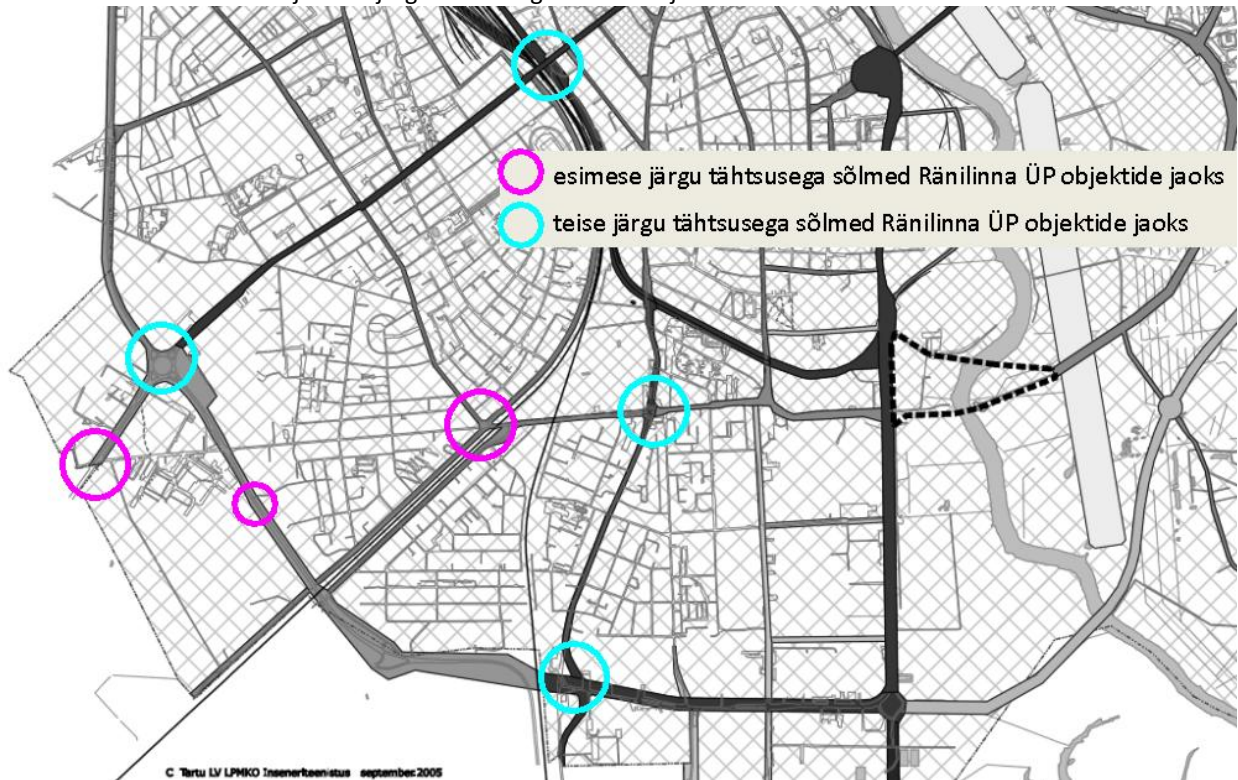 esimese järgu tähtsusega sõlmed Ränilinna ÜP objektide jaoks
teise järgu tähtsusega sõlmed Ränilinna ÜP objektide jaoks
C Tartu LV LPMKO Inseneriteenistus september 2005